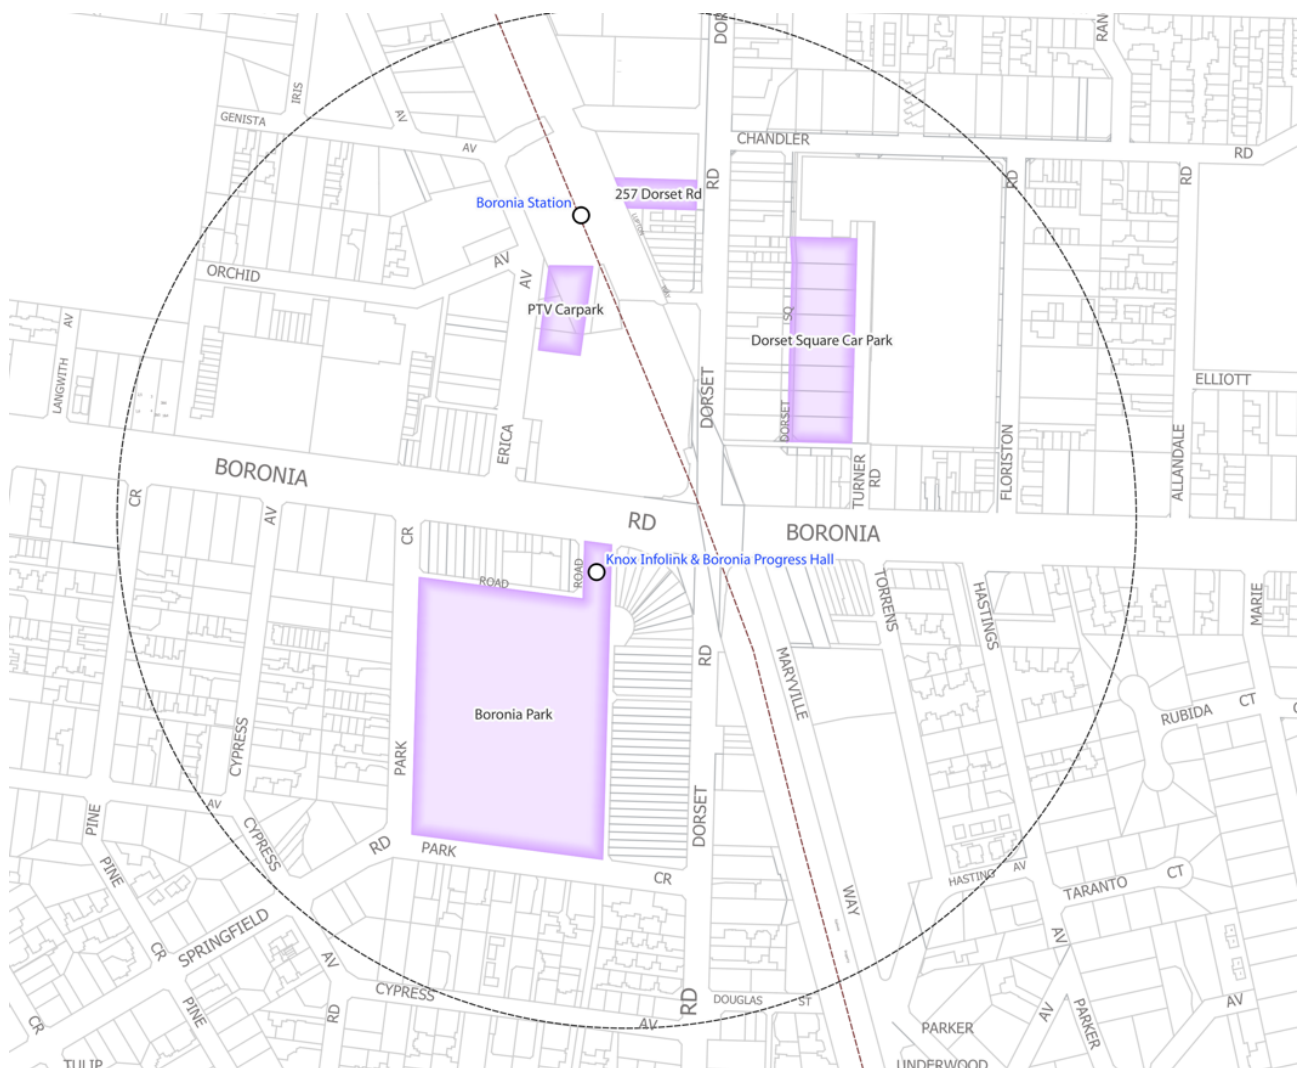 DOR
RAN
IRIS
GENISTA
AV
AV
CHANDLER
RD
RD
RD
RD
257 Dorset Rd
Boronia Station
LUPTON
WAY
ORCHID
AV
AV
PTV Carpark
SQ
Dorset Square Car Park
AV
LANGWITH
DORSET
ELLIOTT
DORSET
ERICA
BORONIA
TURNER
RD
FLORISTON
ALLANDALE
CR
AV
CR
RD
BORONIA
Knox Infolink & Boronia Progress Hall
ROAD
ROAD
TORRENS
HASTINGS
MARIE
RD
MARYVILLE
Boronia Park
RUBIDA
CT
CYPRESS
PARK
DORSET
AV
PINE
CYPRESS
RD
PARK
CR
PINE
HASTING
AV
TARANTO
CT
WAY
SPRINGFIELD
CR
AV
AV
CYPRESS
RD
DOUGLAS
ST
AV
PINE
RD
AV
CR
AV
PARKER
PARKER
TULIP
UNDERWOOD